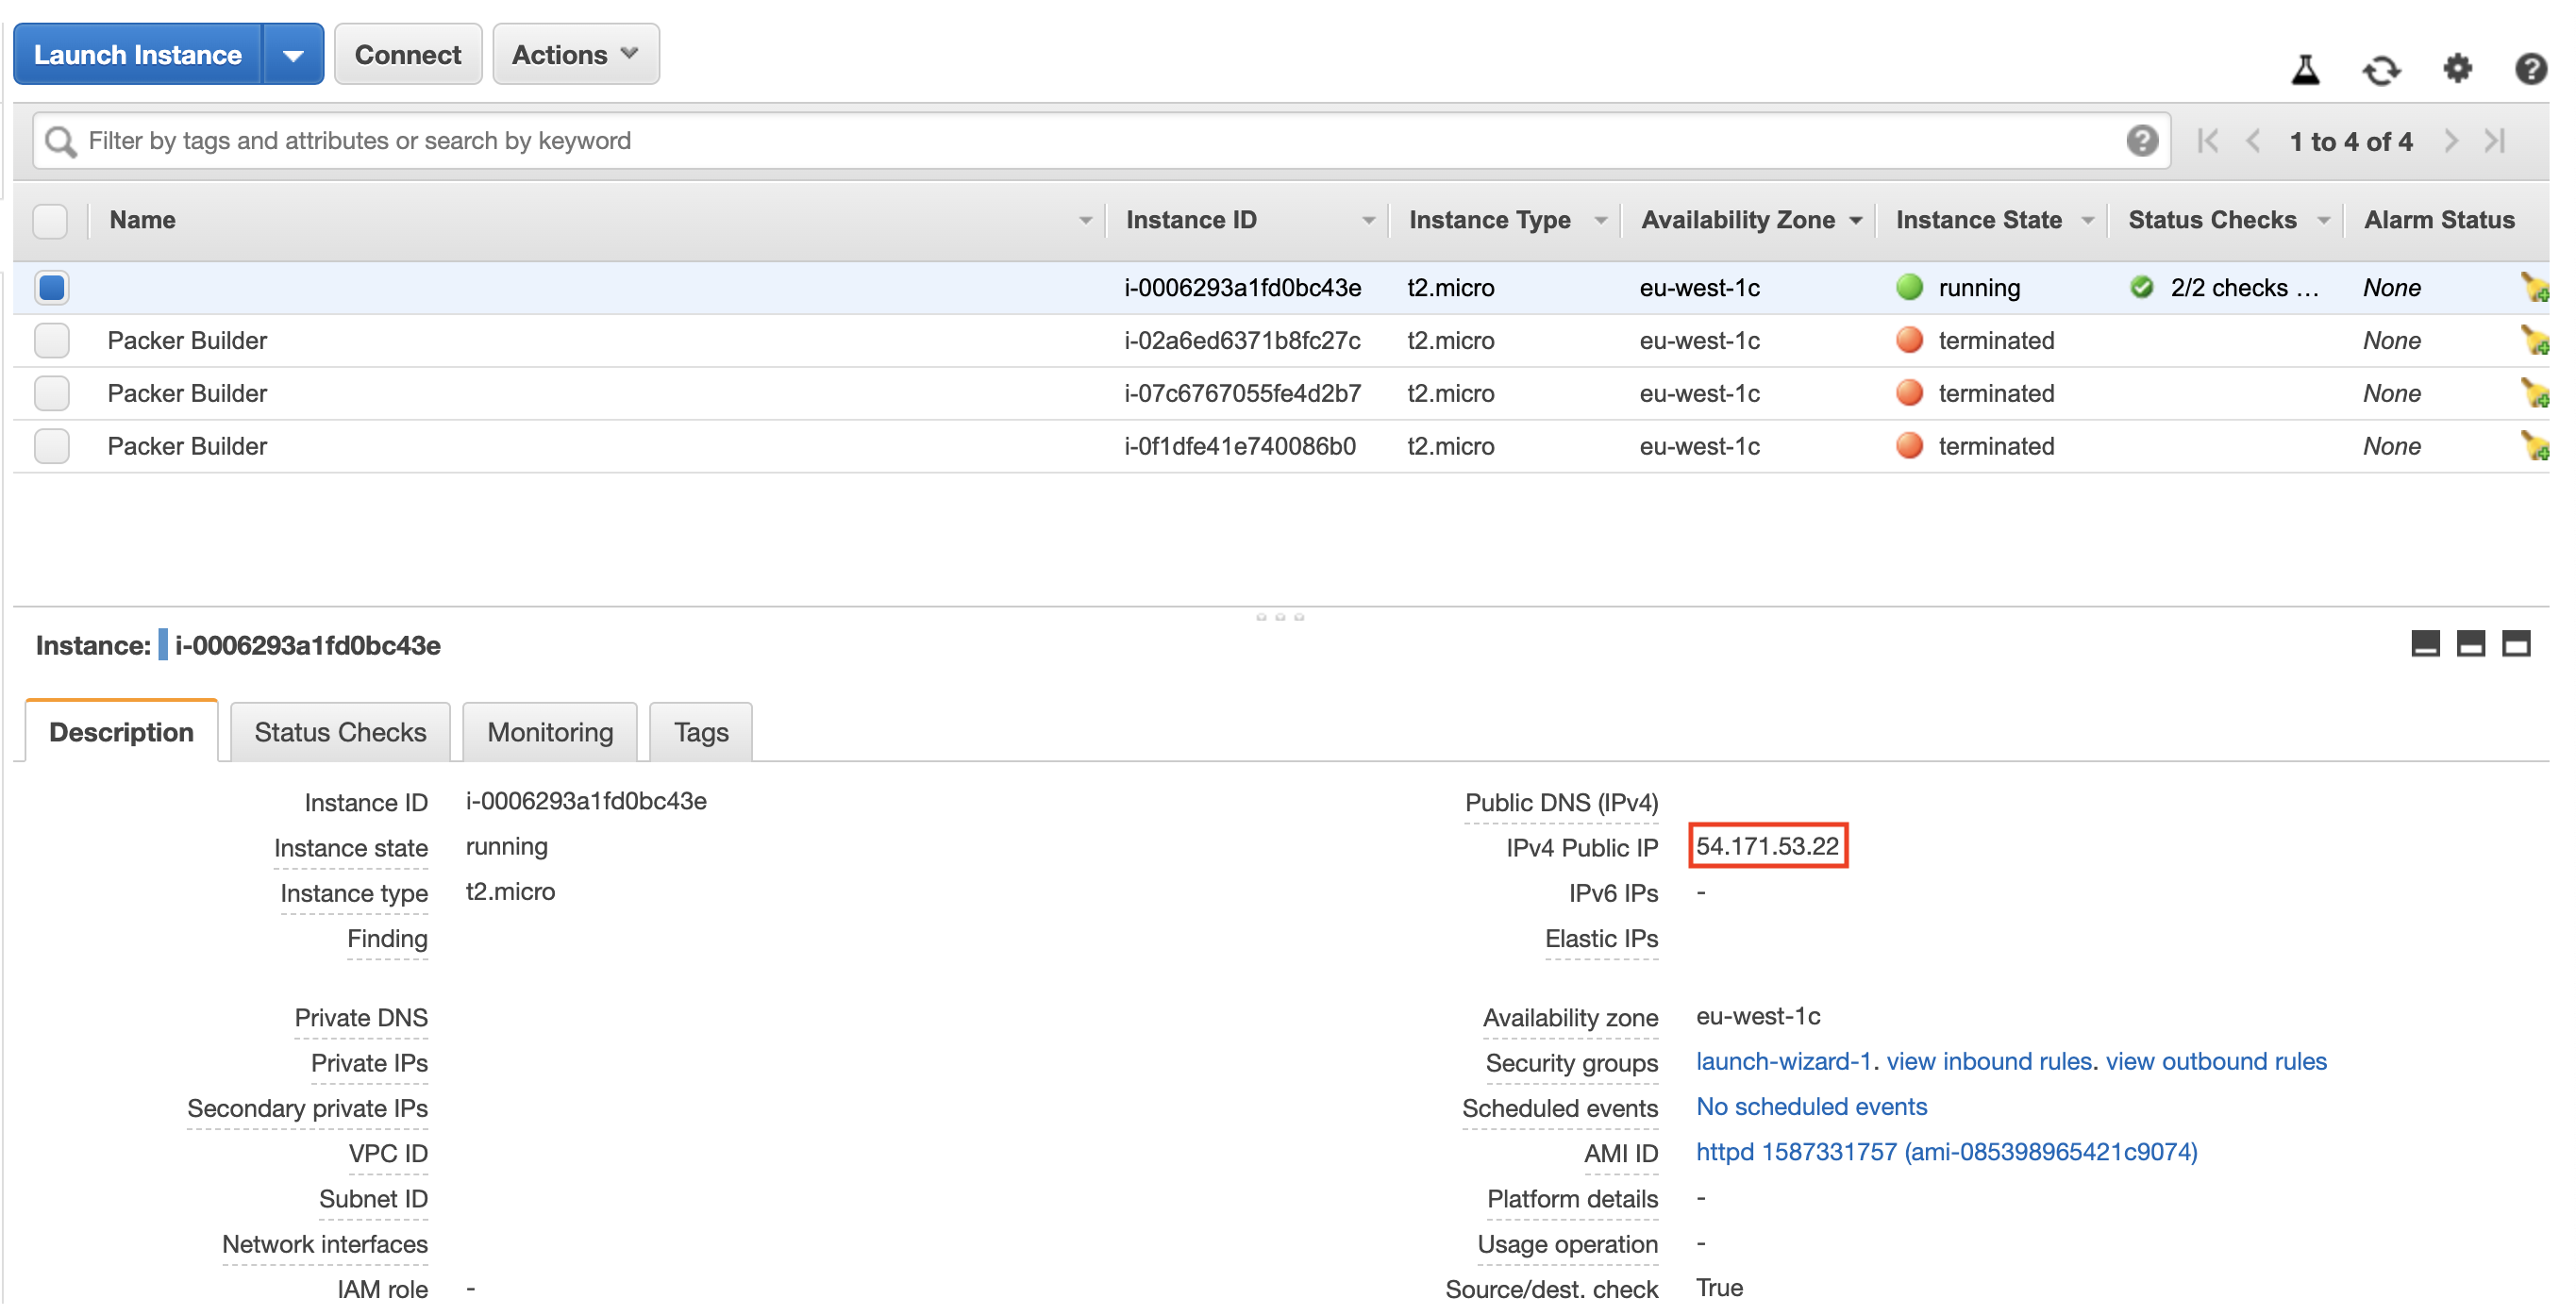 Launch Instance Connect Actions
Filter by tags and attributes or search by keyword 1 to 4 of 4
Name Instance ID Instance Type Availability Zone Instance State Status Checks Alarm Status
i-0006293a1fd0bc43e t2.micro eu-west-1c running 2/2 checks … None
Packer Builder i-02a6ed6371b8fc27c t2.micro eu-west-1c terminated None
Packer Builder i-07c6767055fe4d2b7 t2.micro eu-west-1c terminated None
Packer Builder i-0f1dfe41e740086b0 t2.micro eu-west-1c terminated None
Instance: i-0006293a1fd0bc43e
Description Status Checks Monitoring Tags
Instance ID i-0006293a1fd0bc43e Public DNS (IPv4)
Instance state running IPv4 Public IP 54.171.53.22
Instance type t2.micro IPv6 IPs -
Finding Elastic IPs
Private DNS Availability zone eu-west-1c
Private IPs Security groups launch-wizard-1. view inbound rules. view outbound rules
Secondary private IPs Scheduled events No scheduled events
VPC ID AMI ID httpd 1587331757 (ami-085398965421c9074)
Subnet ID Platform details -
Network interfaces Usage operation -
IAM role - Source/dest. check True